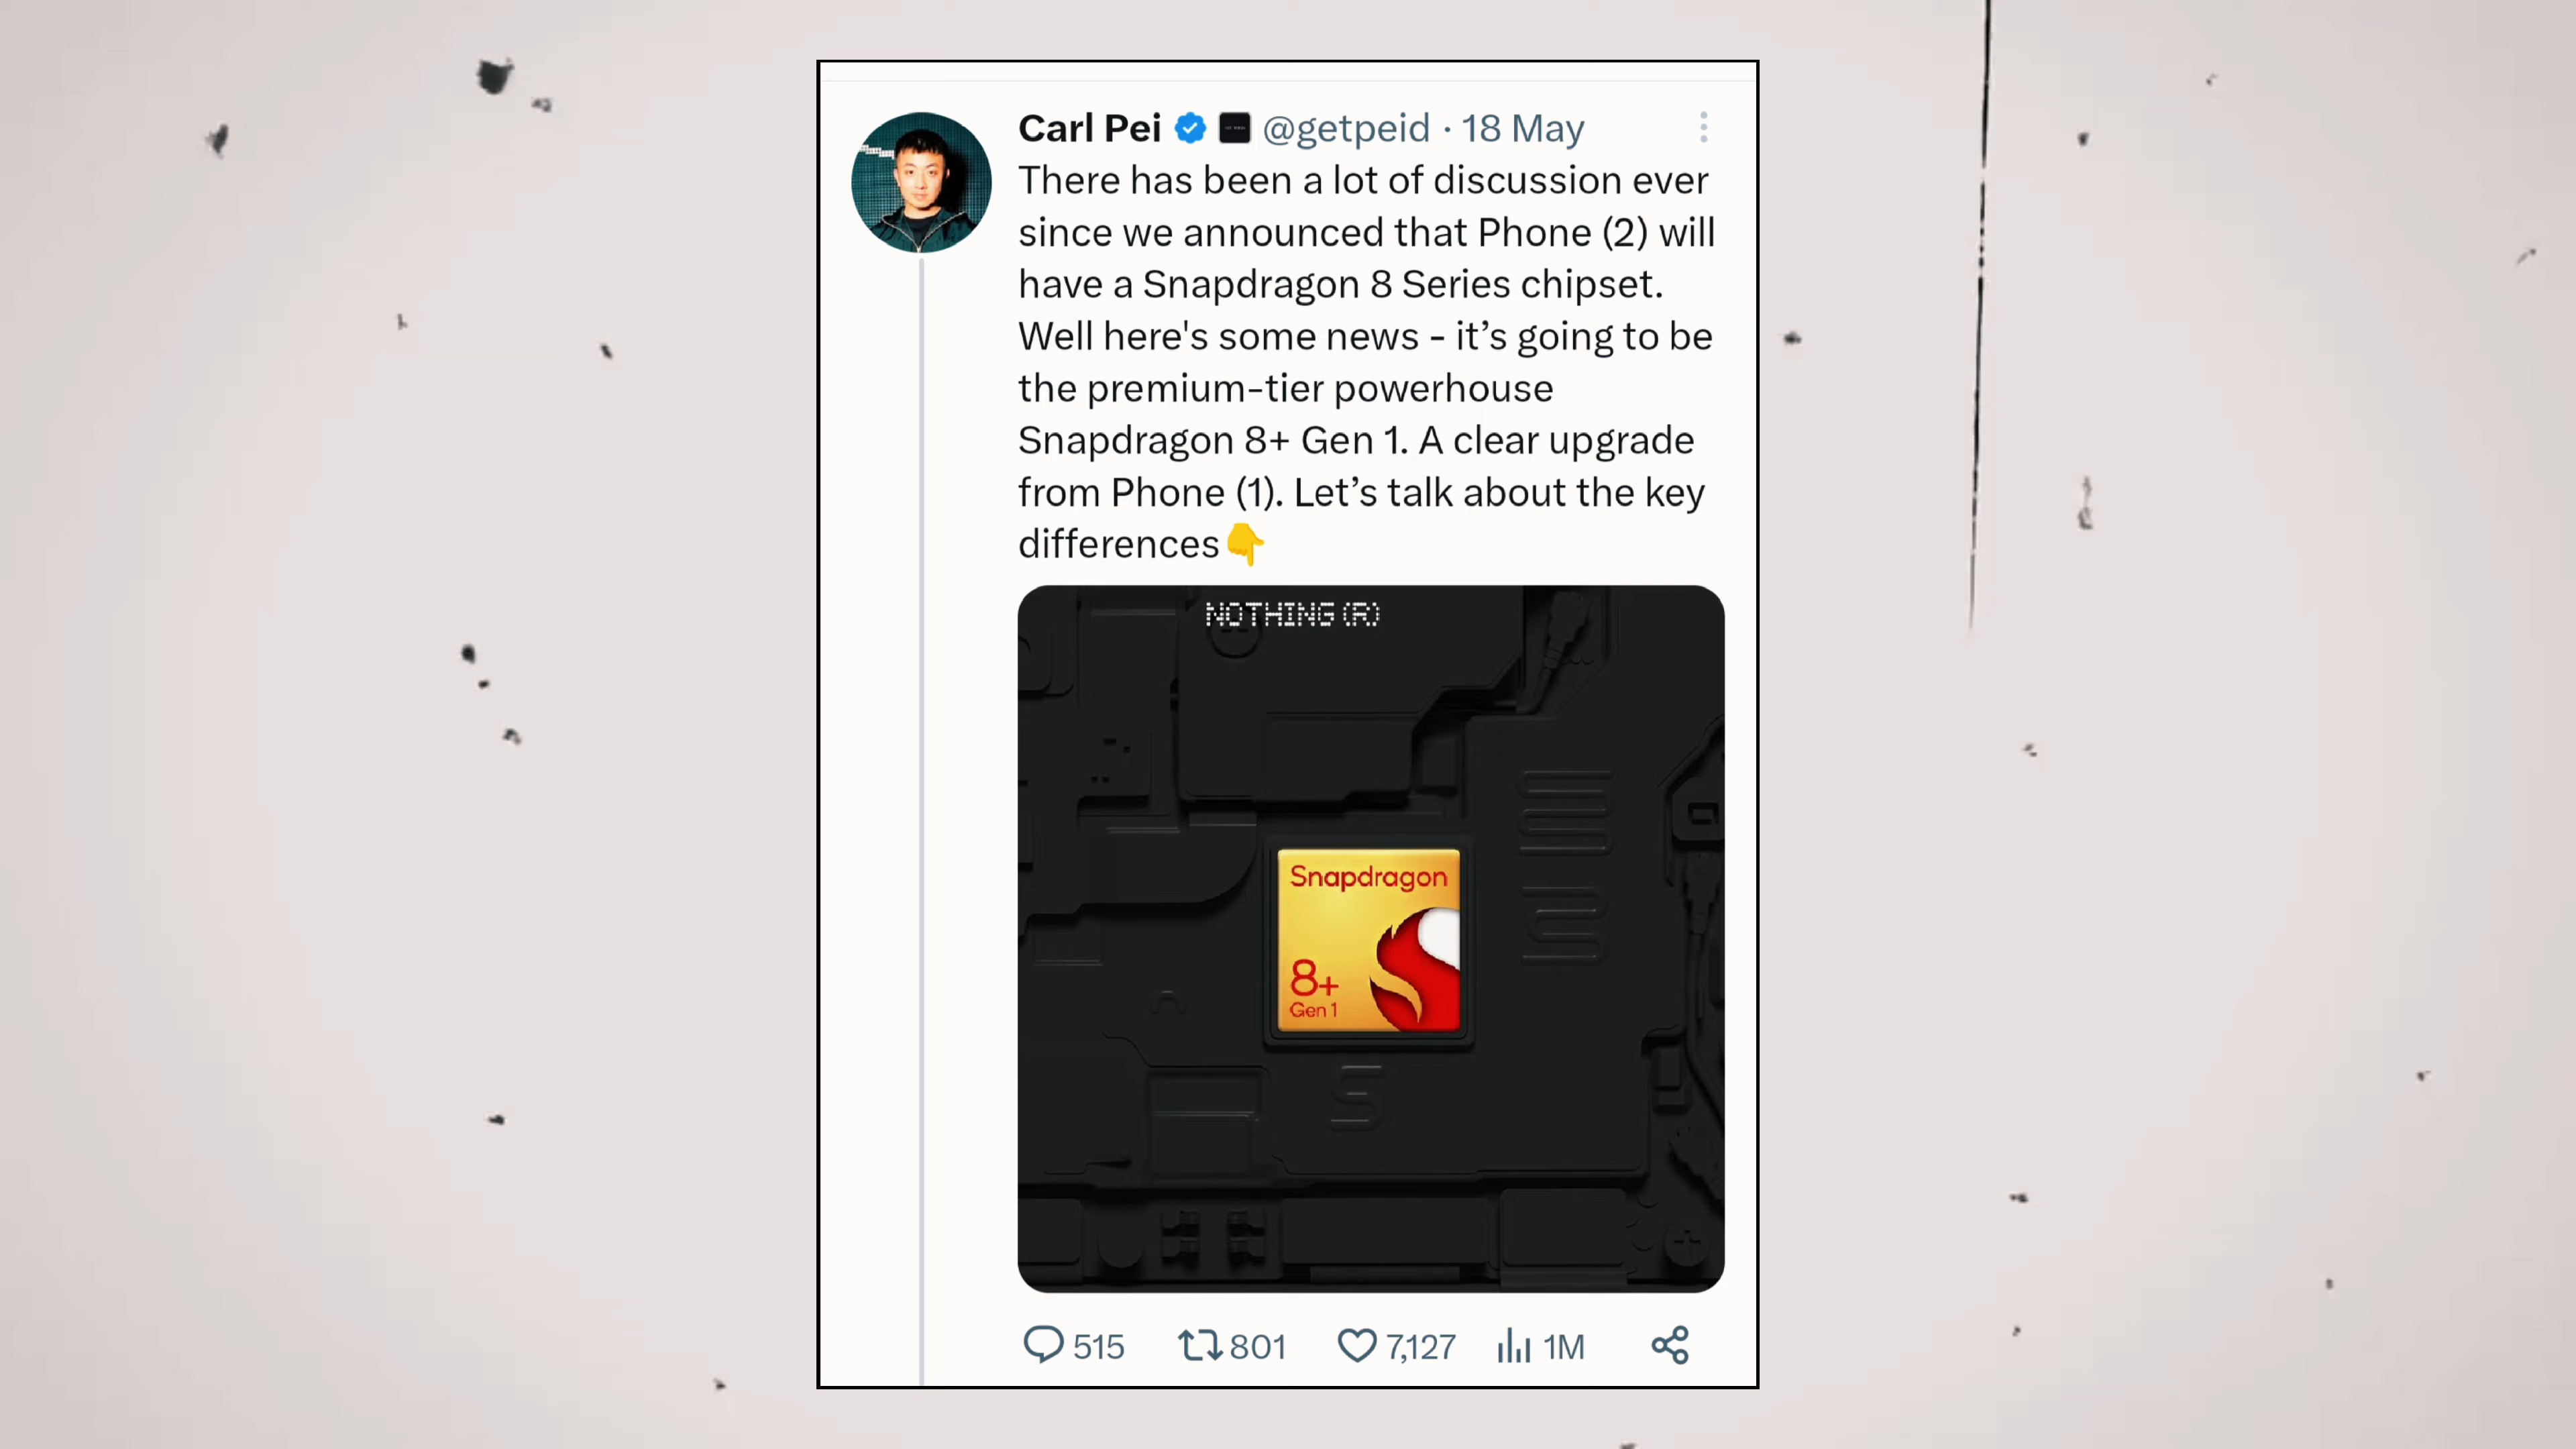 Carl Pei @getpeid · 18 May
There has been a lot of discussion ever
since we announced that Phone (2) will
have a Snapdragon 8 Series chipset.
Well here's some news - it’s going to be
the premium-tier powerhouse
Snapdragon 8+ Gen 1. A clear upgrade
from Phone (1). Let’s talk about the key
differences👇
NOTHING (R)
Snapdragon
8+
Gen 1
515 801 7,127 1M